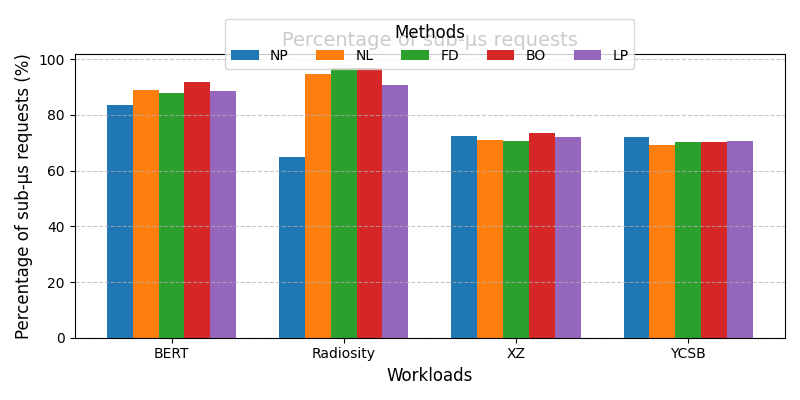 Percentage of sub-μs requests
Methods
NP NL FD BO LP
Percentage of sub-μs requests (%)
100
80
60
40
20
0
BERT Radiosity XZ YCSB
Workloads